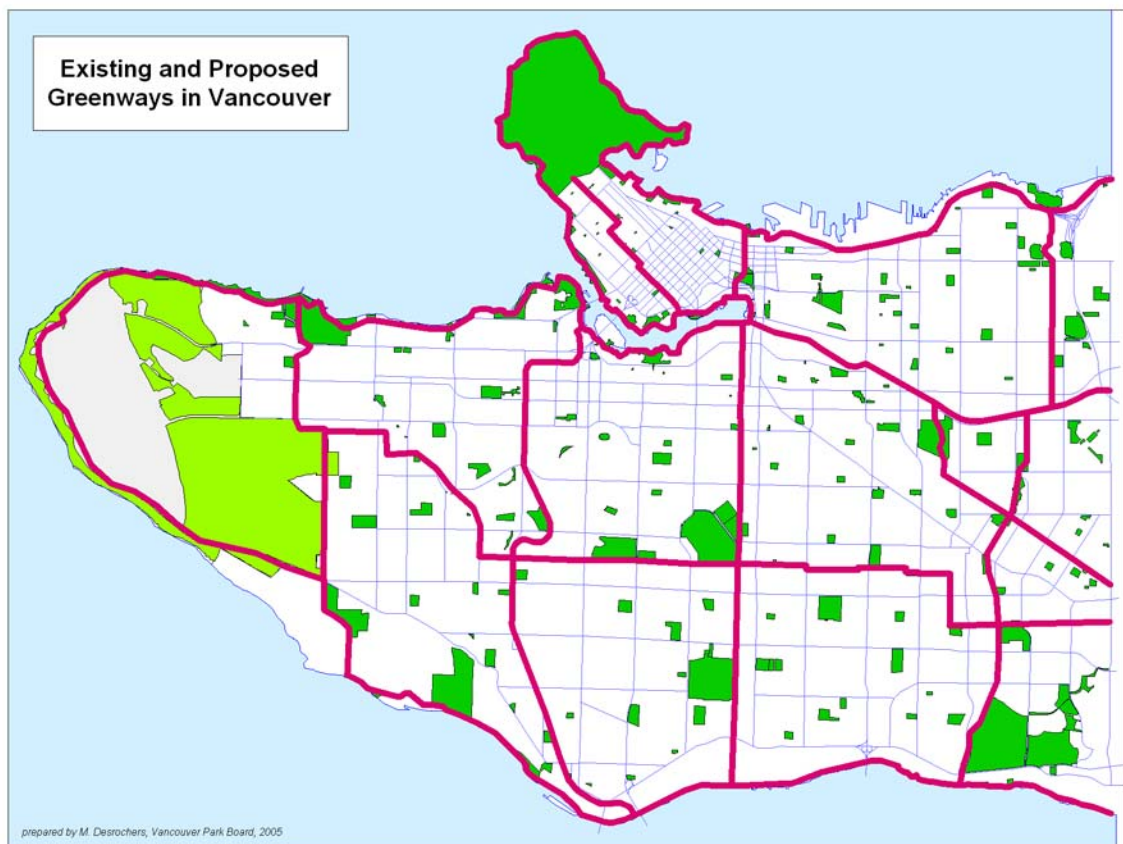 Existing and Proposed
Greenways in Vancouver
prepared by M. Desrochers, Vancouver Park Board, 2005